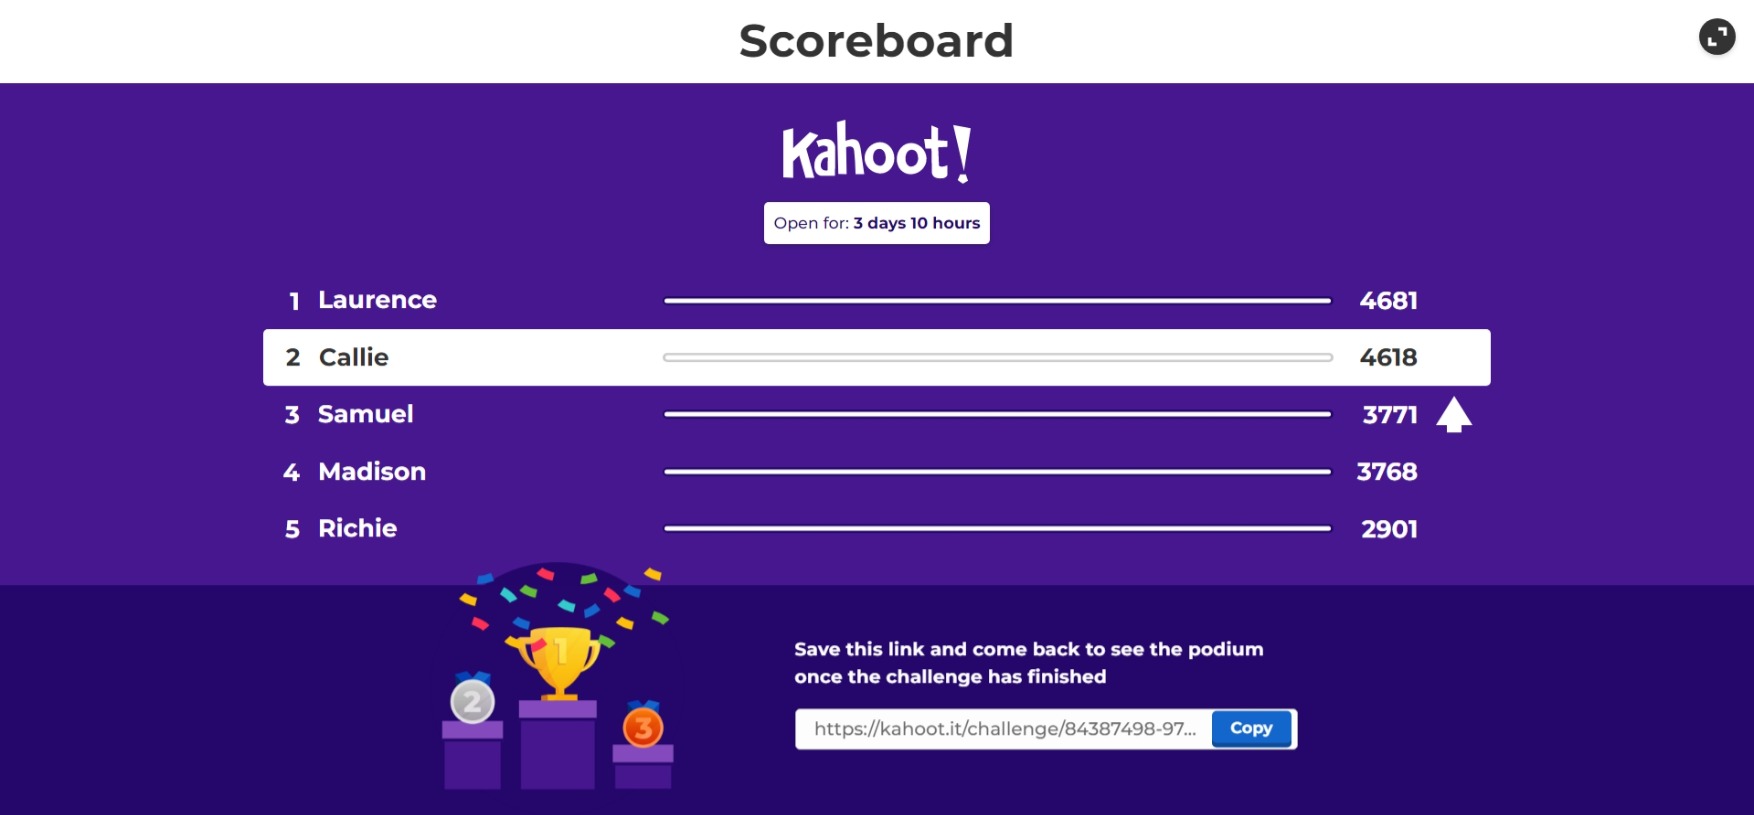 Scoreboard
Kahoot!
Open for: 3 days 10 hours
1 Laurence 4681
2 Callie 4618
3 Samuel 3771
4 Madison 3768
5 Richie 2901
1
2
3
Save this link and come back to see the podium
once the challenge has finished
https://kahoot.it/challenge/84387498-97... Copy